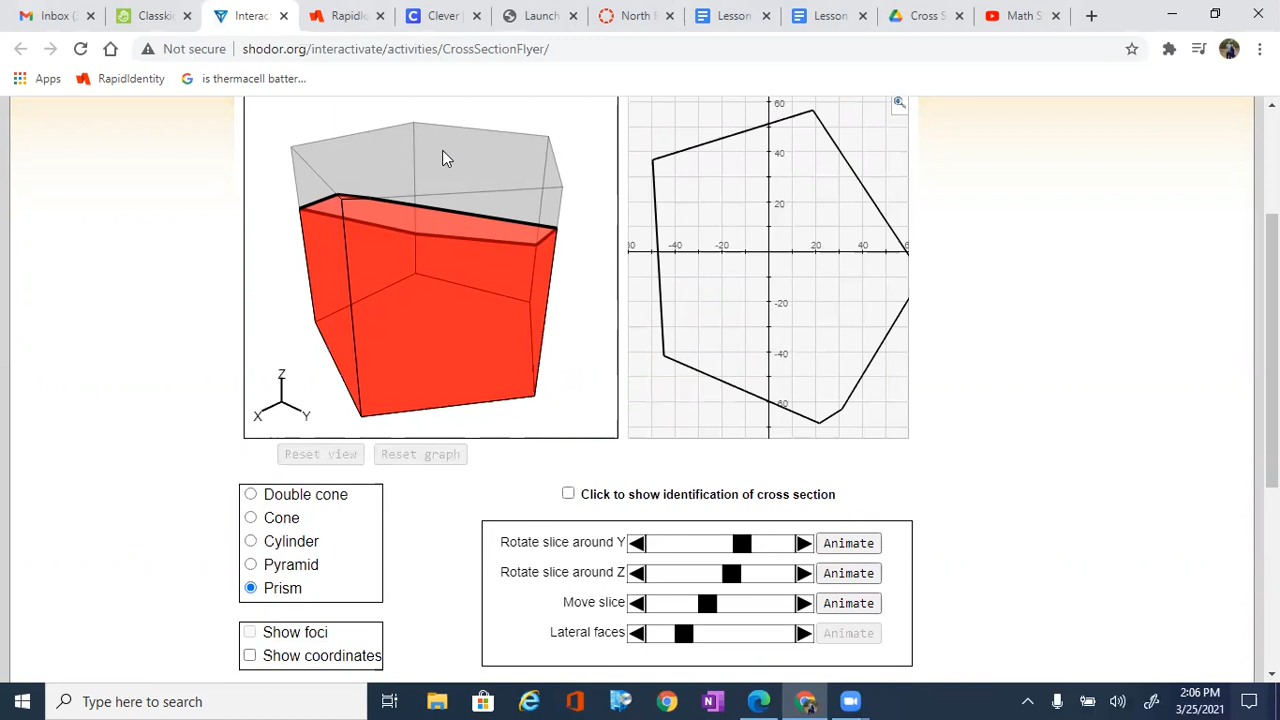 Inbox (2
Classki
Interac
Rapidle
Clever |
Launch
North R
Lesson
Lesson
Cross S
Math S
Not secure
shodor.org/interactivate/activities/CrossSectionFlyer/
Apps
RapidIdentity
is thermacell batter...
Z
X
Y
60
40
20
-20
-40
-60
-40
-20
20
40
Reset view
Reset graph
Double cone
Cone
Cylinder
Pyramid
Prism
Show foci
Show coordinates
Click to show identification of cross section
Rotate slice around Y
Animate
Rotate slice around Z
Animate
Move slice
Animate
Lateral faces
Animate
Type here to search
2:06 PM
3/25/2021